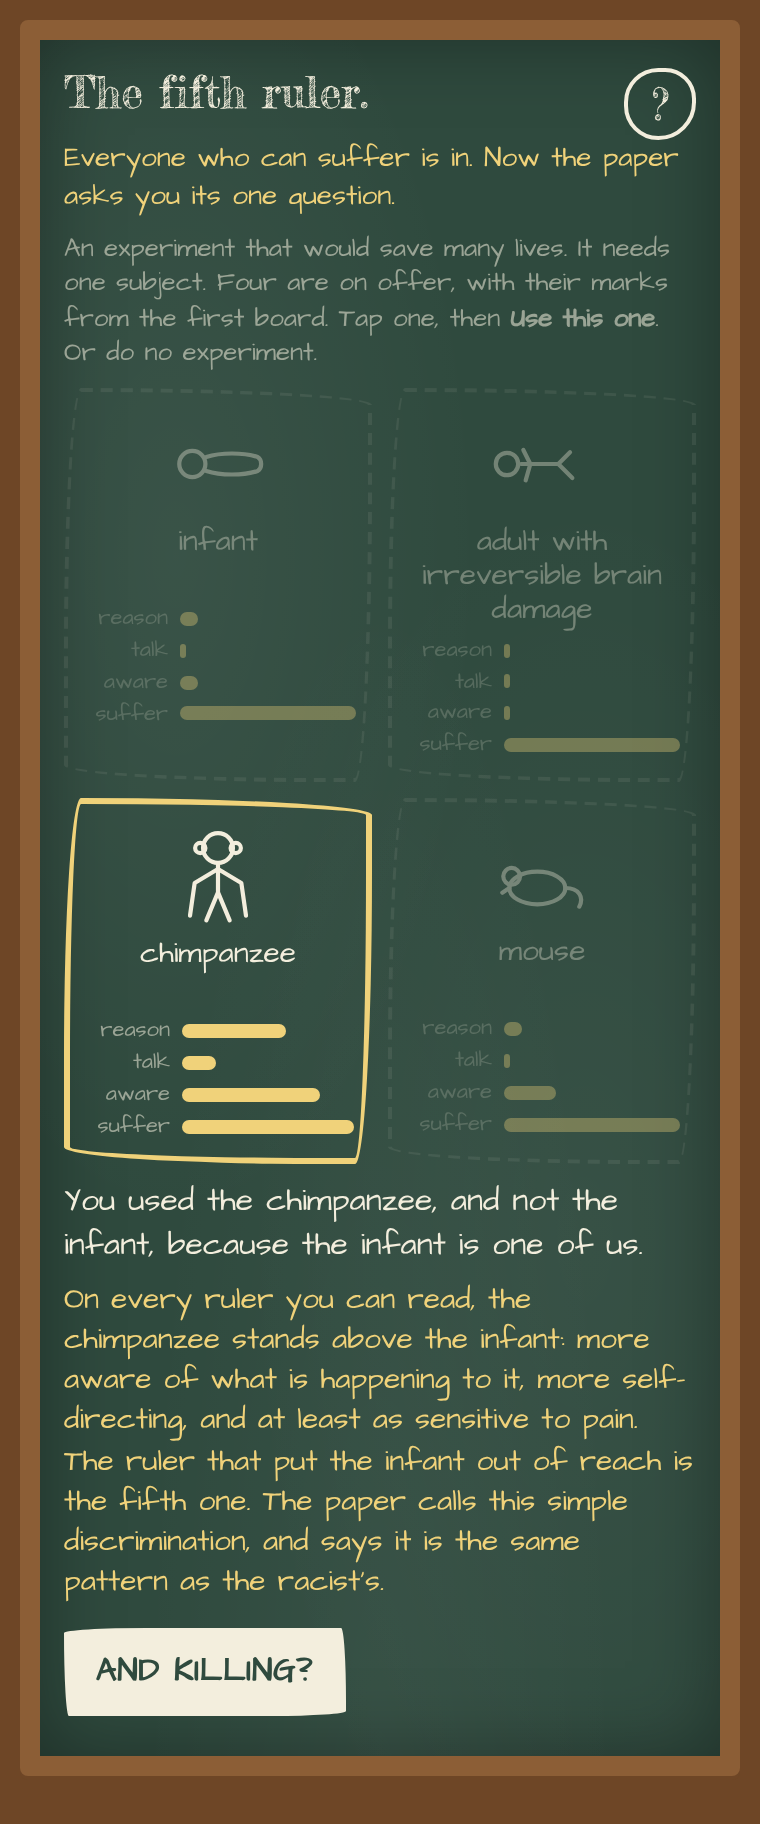 The fifth ruler.
?
Everyone who can suffer is in. Now the paper
asks you its one question.
An experiment that would save many lives. It needs
one subject. Four are on offer, with their marks
from the first board. Tap one, then Use this one.
Or do no experiment.
infant
reason
talk
aware
suffer
adult with
irreversible brain
damage
reason
talk
aware
suffer
chimpanzee
reason
talk
aware
suffer
mouse
reason
talk
aware
suffer
You used the chimpanzee, and not the
infant, because the infant is one of us.
On every ruler you can read, the
chimpanzee stands above the infant: more
aware of what is happening to it, more self-
directing, and at least as sensitive to pain.
The ruler that put the infant out of reach is
the fifth one. The paper calls this simple
discrimination, and says it is the same
pattern as the racist's.
AND KILLING?